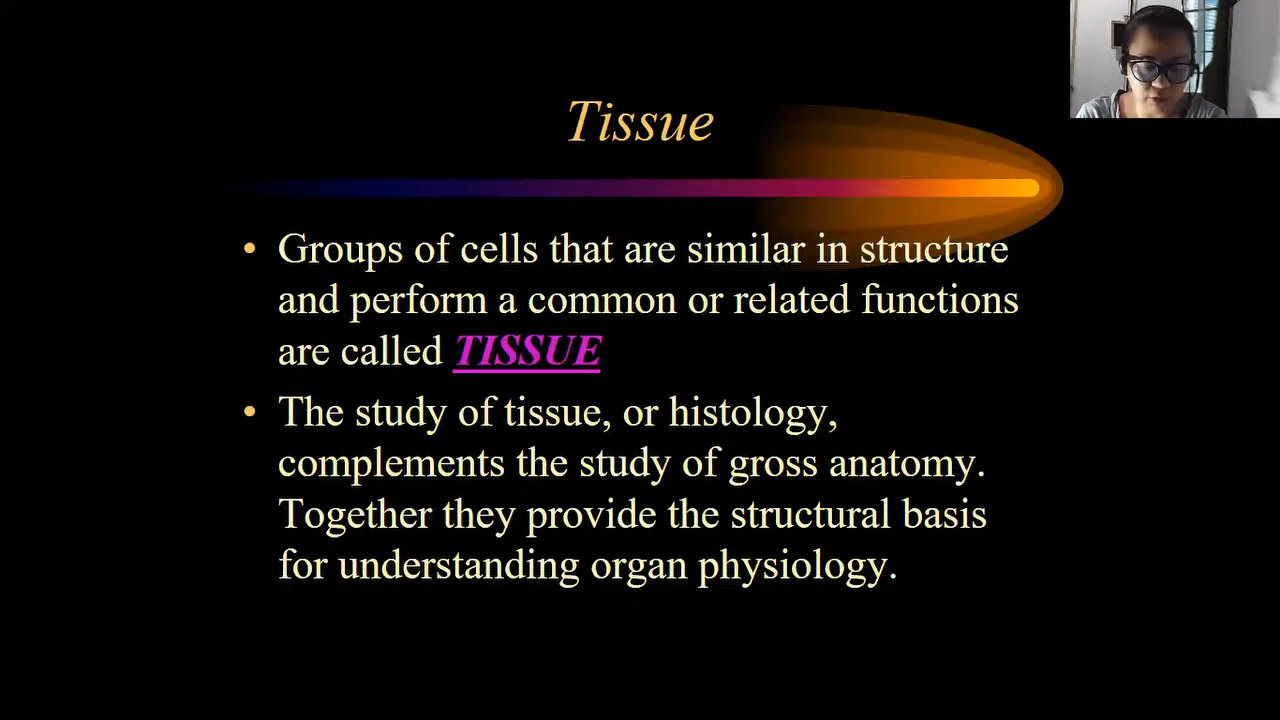 Tissue
• Groups of cells that are similar in structure
and perform a common or related functions
are called TISSUE
• The study of tissue, or histology,
complements the study of gross anatomy.
Together they provide the structural basis
for understanding organ physiology.